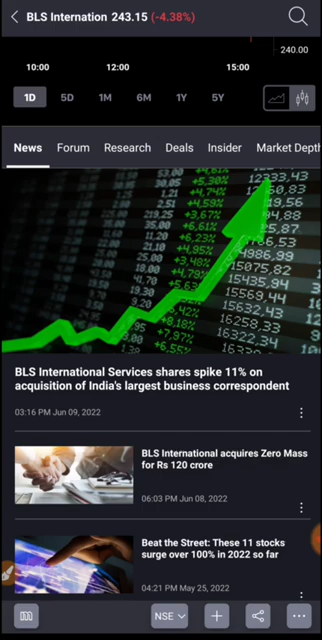 BLS Internation 243.15 (-4.38%)
240.00
10:00 12:00 15:00
1D 5D 1M 6M 1Y 5Y
News Forum Research Deals Insider Market Depth
BLS International Services shares spike 11% on
acquisition of India's largest business correspondent
03:16 PM Jun 09, 2022
BLS International acquires Zero Mass
for Rs 120 crore
06:03 PM Jun 08, 2022
Beat the Street: These 11 stocks
surge over 100% in 2022 so far
04:21 PM May 25, 2022
NSE